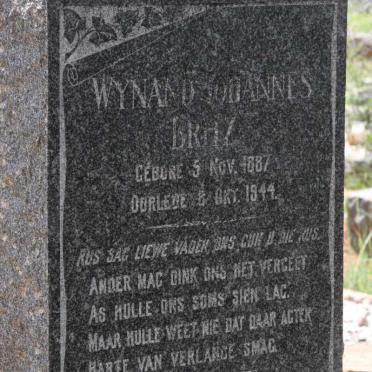 WYNAND JOHANNES
BRITZ
GEBORE 5 NOV. 1887
OORLEDE 6 OKT. 1944.
RUS SAG LIEWE VADER ONS GUN U DIE RUS.
ANDER MAG DINK ONS HET VERGEET
AS HULLE ONS SOMS SIEN LAG.
MAAR HULLE WEET NIE DAT DAAR AGTER
HARTE VAN VERLANGE SMAG.